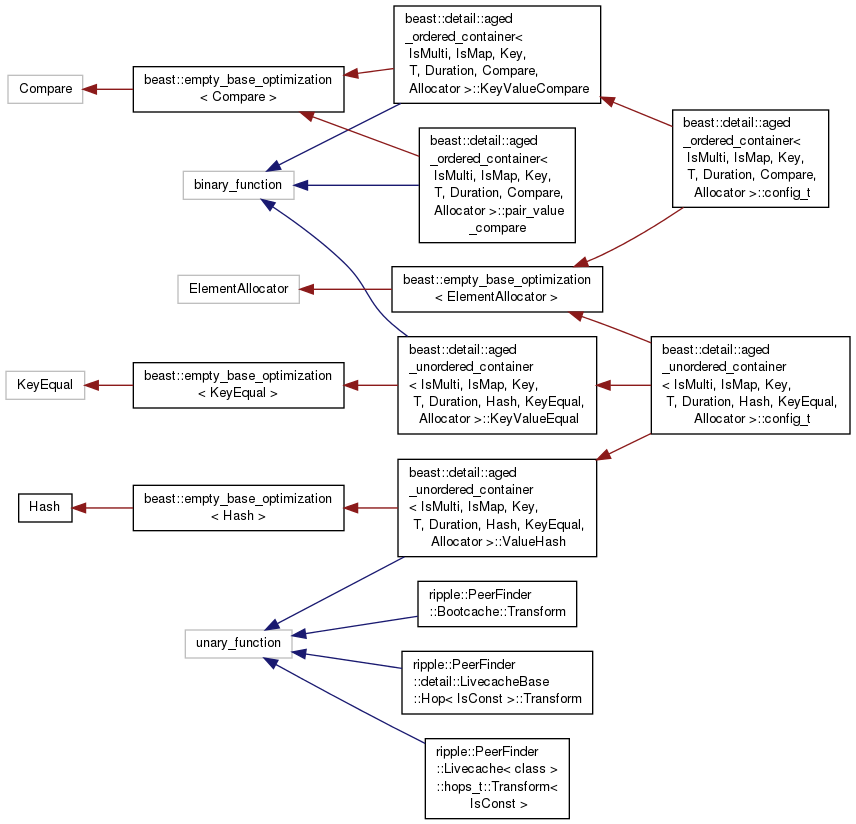 beast::detail::aged
_ordered_container<
IsMulti, IsMap, Key,
T, Duration, Compare,
Allocator >::KeyValueCompare
Compare
beast::empty_base_optimization
< Compare >
beast::detail::aged
_ordered_container<
IsMulti, IsMap, Key,
T, Duration, Compare,
Allocator >::config_t
beast::detail::aged
_ordered_container<
IsMulti, IsMap, Key,
T, Duration, Compare,
Allocator >::pair_value
_compare
binary_function
ElementAllocator
beast::empty_base_optimization
< ElementAllocator >
KeyEqual
beast::empty_base_optimization
< KeyEqual >
beast::detail::aged
_unordered_container
< IsMulti, IsMap, Key,
T, Duration, Hash, KeyEqual,
Allocator >::KeyValueEqual
beast::detail::aged
_unordered_container
< IsMulti, IsMap, Key,
T, Duration, Hash, KeyEqual,
Allocator >::config_t
Hash
beast::empty_base_optimization
< Hash >
beast::detail::aged
_unordered_container
< IsMulti, IsMap, Key,
T, Duration, Hash, KeyEqual,
Allocator >::ValueHash
ripple::PeerFinder
::Bootcache::Transform
unary_function
ripple::PeerFinder
::detail::LivecacheBase
::Hop< IsConst >::Transform
ripple::PeerFinder
::Livecache< class >
::hops_t::Transform<
IsConst >